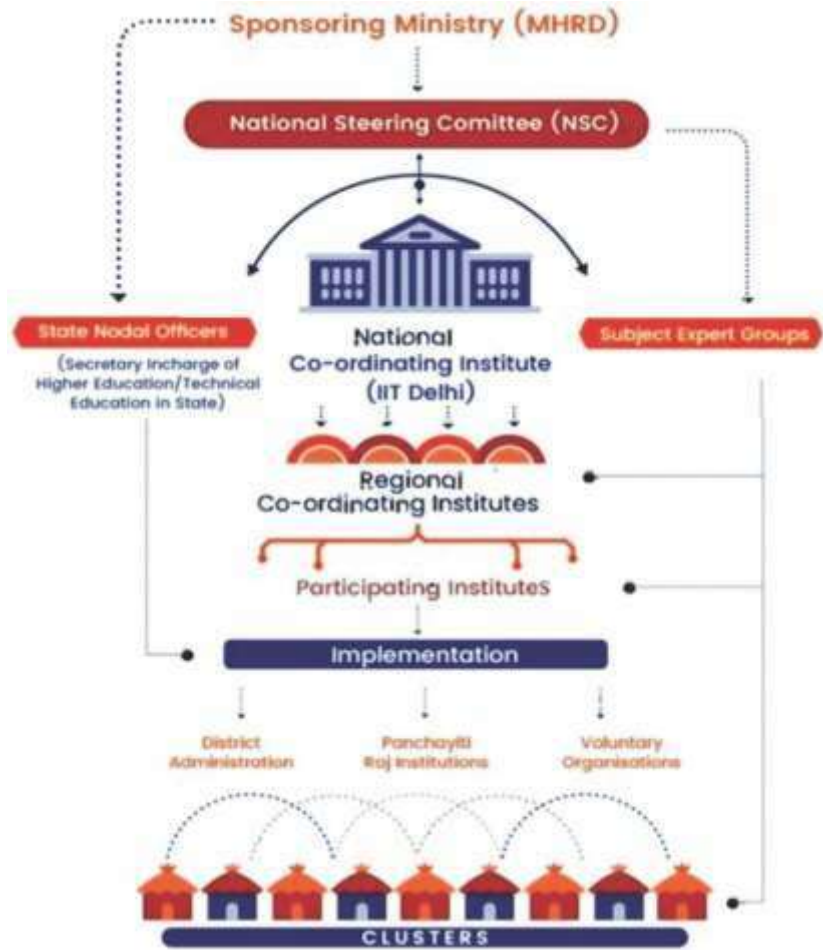 Sponsoring Ministry (MHRD)
National Steering Comittee (NSC)
State Nodal Officers
(Secretary Incharge of
Higher Education/Technical
Education in State)
National
Co-ordinating Institute
(IIT Delhi)
Subject Expert Groups
Regional
Co-ordinating Institutes
Participating Institutes
Implementation
District
Administration
Panchayiti
Raj Institutions
Voluntary
Organisations
CLUSTERS